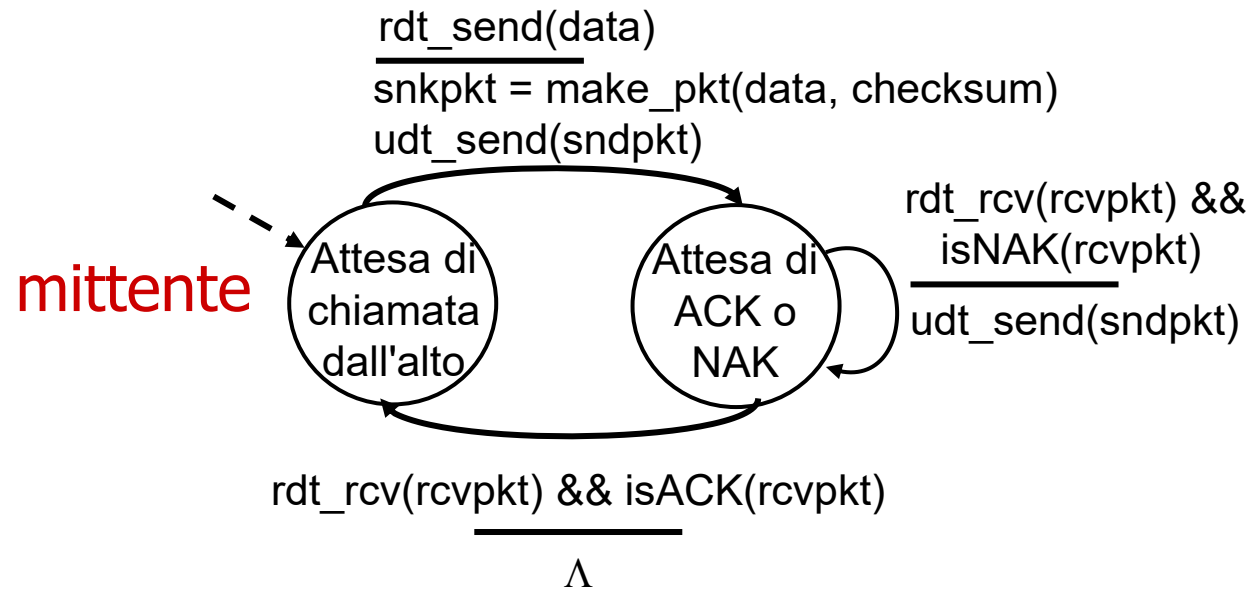 rdt_send(data)
snkpkt = make_pkt(data, checksum)
udt_send(sndpkt)
mittente
Attesa di
chiamata
dall'alto
Attesa di
ACK o
NAK
rdt_rcv(rcvpkt) &&
isNAK(rcvpkt)
udt_send(sndpkt)
rdt_rcv(rcvpkt) && isACK(rcvpkt)
Λ